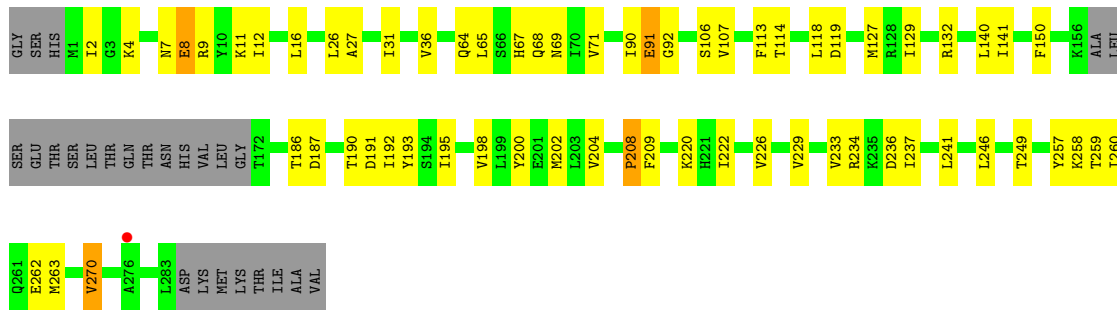 GLY SER HIS M1 I2 G3 K4 N7 E8 R9 Y10 K11 I12 L16 L26 A27 I31 V36 Q64 L65 S66 H67 Q68 N69 I70 V71 I90 E91 G92 S106 V107 F113 T114 L118 D119 M127 R128 I129 R132 L140 I141 F150 K156 ALA LEU
SER GLU THR SER LEU THR GLN THR ASN HIS VAL LEU GLY T172 T186 D187 T190 D191 I192 Y193 S194 I195 V198 L199 Y200 E201 M202 L203 V204 P208 F209 K220 H221 I222 V226 V229 V233 R234 K235 D236 I237 L241 L246 T249 Y257 K258 T259 I260
Q261 E262 M263 V270 A276 L283 ASP LYS MET LYS THR ILE ALA VAL